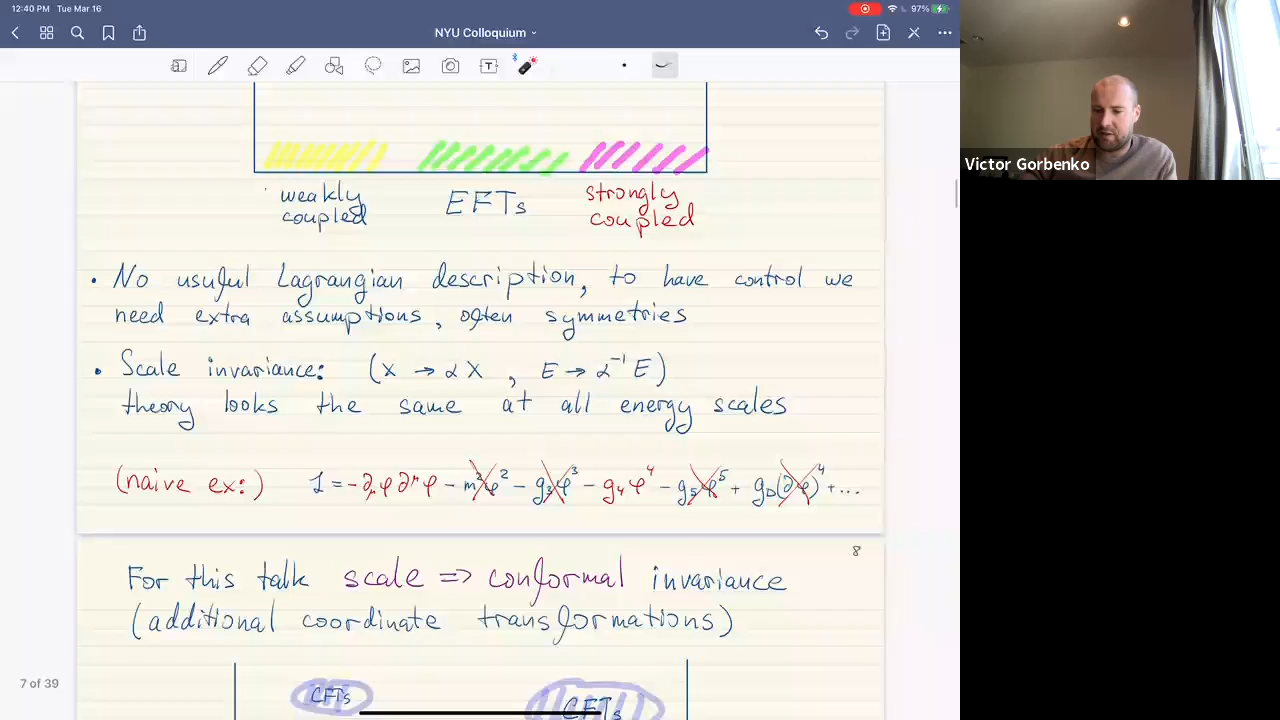 12:40 PM Tue Mar 16
97%
NYU Colloquium
Victor Gorbenko
weakly coupled
EFTs
strongly coupled
• No usuful Lagrangian description, to have control we
need extra assumptions, often symmetries
• Scale invariance: (x → αx , E → α⁻¹E)
theory looks the same at all energy scales
(naive ex:) L = -∂μφ∂^μφ - m²φ² - g₃φ³ - g₄φ⁴ - g₅φ⁵ + g_D(∂φ)⁴ + ...
8
For this talk scale => conformal invariance
(additional coordinate transformations)
7 of 39
CFTs
CFTs